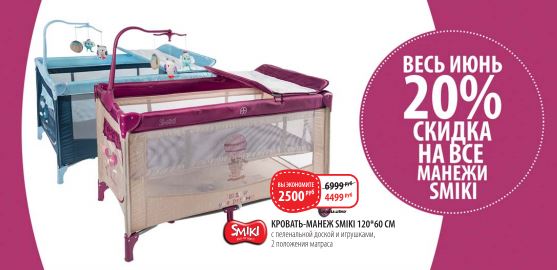 ВЕСЬ ИЮНЬ
20%
СКИДКА
НА ВСЕ
МАНЕЖИ
SMIKI
ВЫ ЭКОНОМИТЕ
2500 руб
6999 руб
4499 руб
SMIKI
КРОВАТЬ-МАНЕЖ SMIKI 120*60 СМ
с пеленальной доской и игрушками,
2 положения матраса